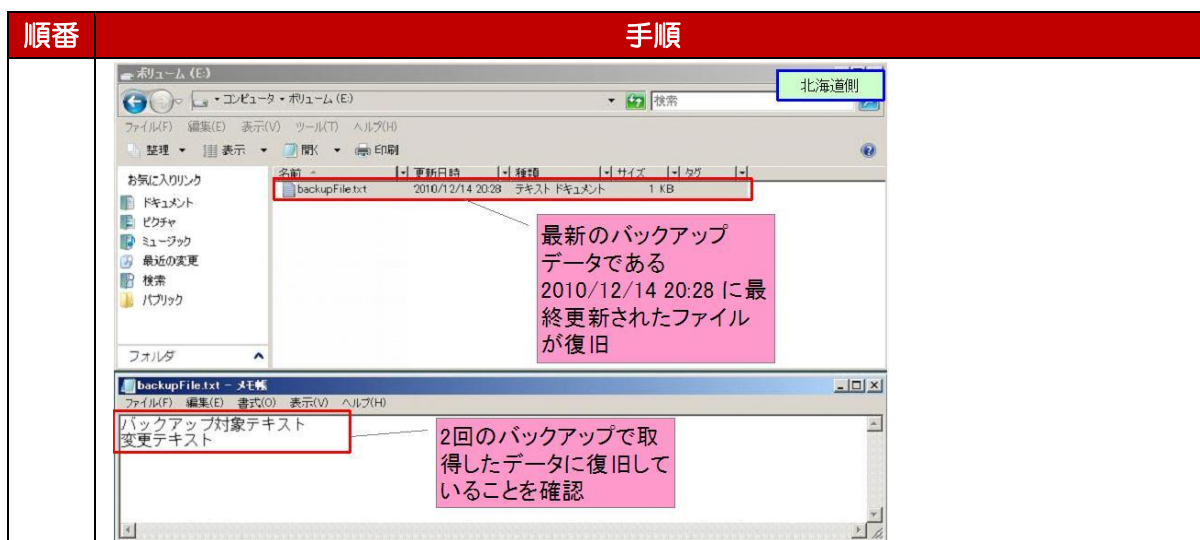 順番 手順
ボリューム (E:)
北海道側
コンピュータ ボリューム (E:) 検索
ファイル(F) 編集(E) 表示(V) ツール(T) ヘルプ(H)
整理 表示 開く 印刷
お気に入りリンク
名前 更新日時 種類 サイズ タグ
backupFile.txt 2010/12/14 20:28 テキスト ドキュメント 1 KB
ドキュメント
ピクチャ
ミュージック
最近の変更
検索
パブリック
フォルダ
最新のバックアップ
データである
2010/12/14 20:28 に最
終更新されたファイル
が復旧
backupFile.txt - メモ帳
ファイル(F) 編集(E) 書式(O) 表示(V) ヘルプ(H)
バックアップ対象テキスト
変更テキスト
2回のバックアップで取
得したデータに復旧して
いることを確認